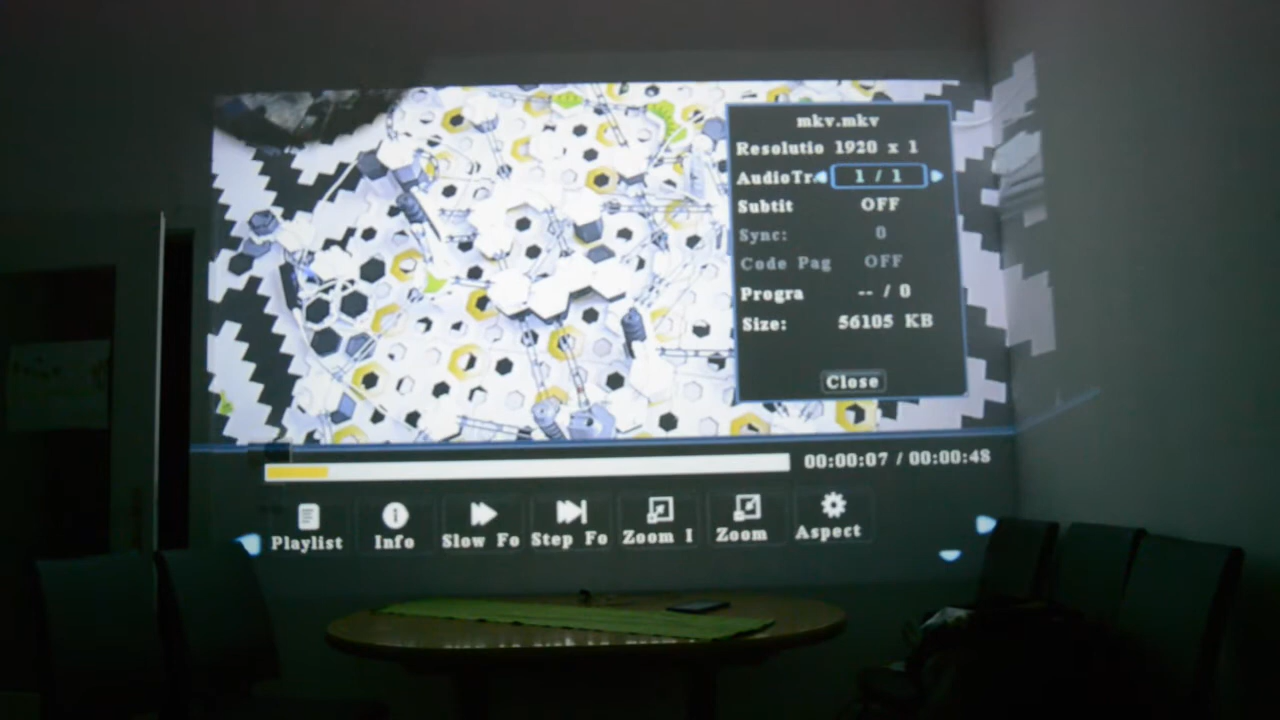 mkv.mkv
Resolutio 1920 x 1
AudioTr. 1 / 1
Subtit OFF
Sync: 0
Code Pag OFF
Progra -- / 0
Size: 56105 KB
Close
00:00:07 / 00:00:48
Playlist Info Slow Fo Step Fo Zoom I Zoom Aspect